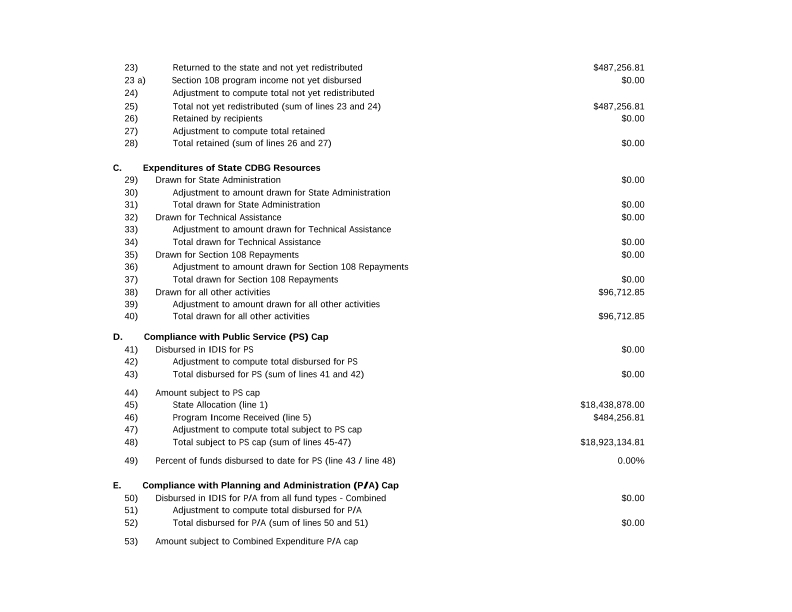 23) Returned to the state and not yet redistributed $487,256.81
23 a) Section 108 program income not yet disbursed $0.00
24) Adjustment to compute total not yet redistributed
25) Total not yet redistributed (sum of lines 23 and 24) $487,256.81
26) Retained by recipients $0.00
27) Adjustment to compute total retained
28) Total retained (sum of lines 26 and 27) $0.00
C. Expenditures of State CDBG Resources
29) Drawn for State Administration $0.00
30) Adjustment to amount drawn for State Administration
31) Total drawn for State Administration $0.00
32) Drawn for Technical Assistance $0.00
33) Adjustment to amount drawn for Technical Assistance
34) Total drawn for Technical Assistance $0.00
35) Drawn for Section 108 Repayments $0.00
36) Adjustment to amount drawn for Section 108 Repayments
37) Total drawn for Section 108 Repayments $0.00
38) Drawn for all other activities $96,712.85
39) Adjustment to amount drawn for all other activities
40) Total drawn for all other activities $96,712.85
D. Compliance with Public Service (PS) Cap
41) Disbursed in IDIS for PS $0.00
42) Adjustment to compute total disbursed for PS
43) Total disbursed for PS (sum of lines 41 and 42) $0.00
44) Amount subject to PS cap
45) State Allocation (line 1) $18,438,878.00
46) Program Income Received (line 5) $484,256.81
47) Adjustment to compute total subject to PS cap
48) Total subject to PS cap (sum of lines 45-47) $18,923,134.81
49) Percent of funds disbursed to date for PS (line 43 / line 48) 0.00%
E. Compliance with Planning and Administration (P/A) Cap
50) Disbursed in IDIS for P/A from all fund types - Combined $0.00
51) Adjustment to compute total disbursed for P/A
52) Total disbursed for P/A (sum of lines 50 and 51) $0.00
53) Amount subject to Combined Expenditure P/A cap